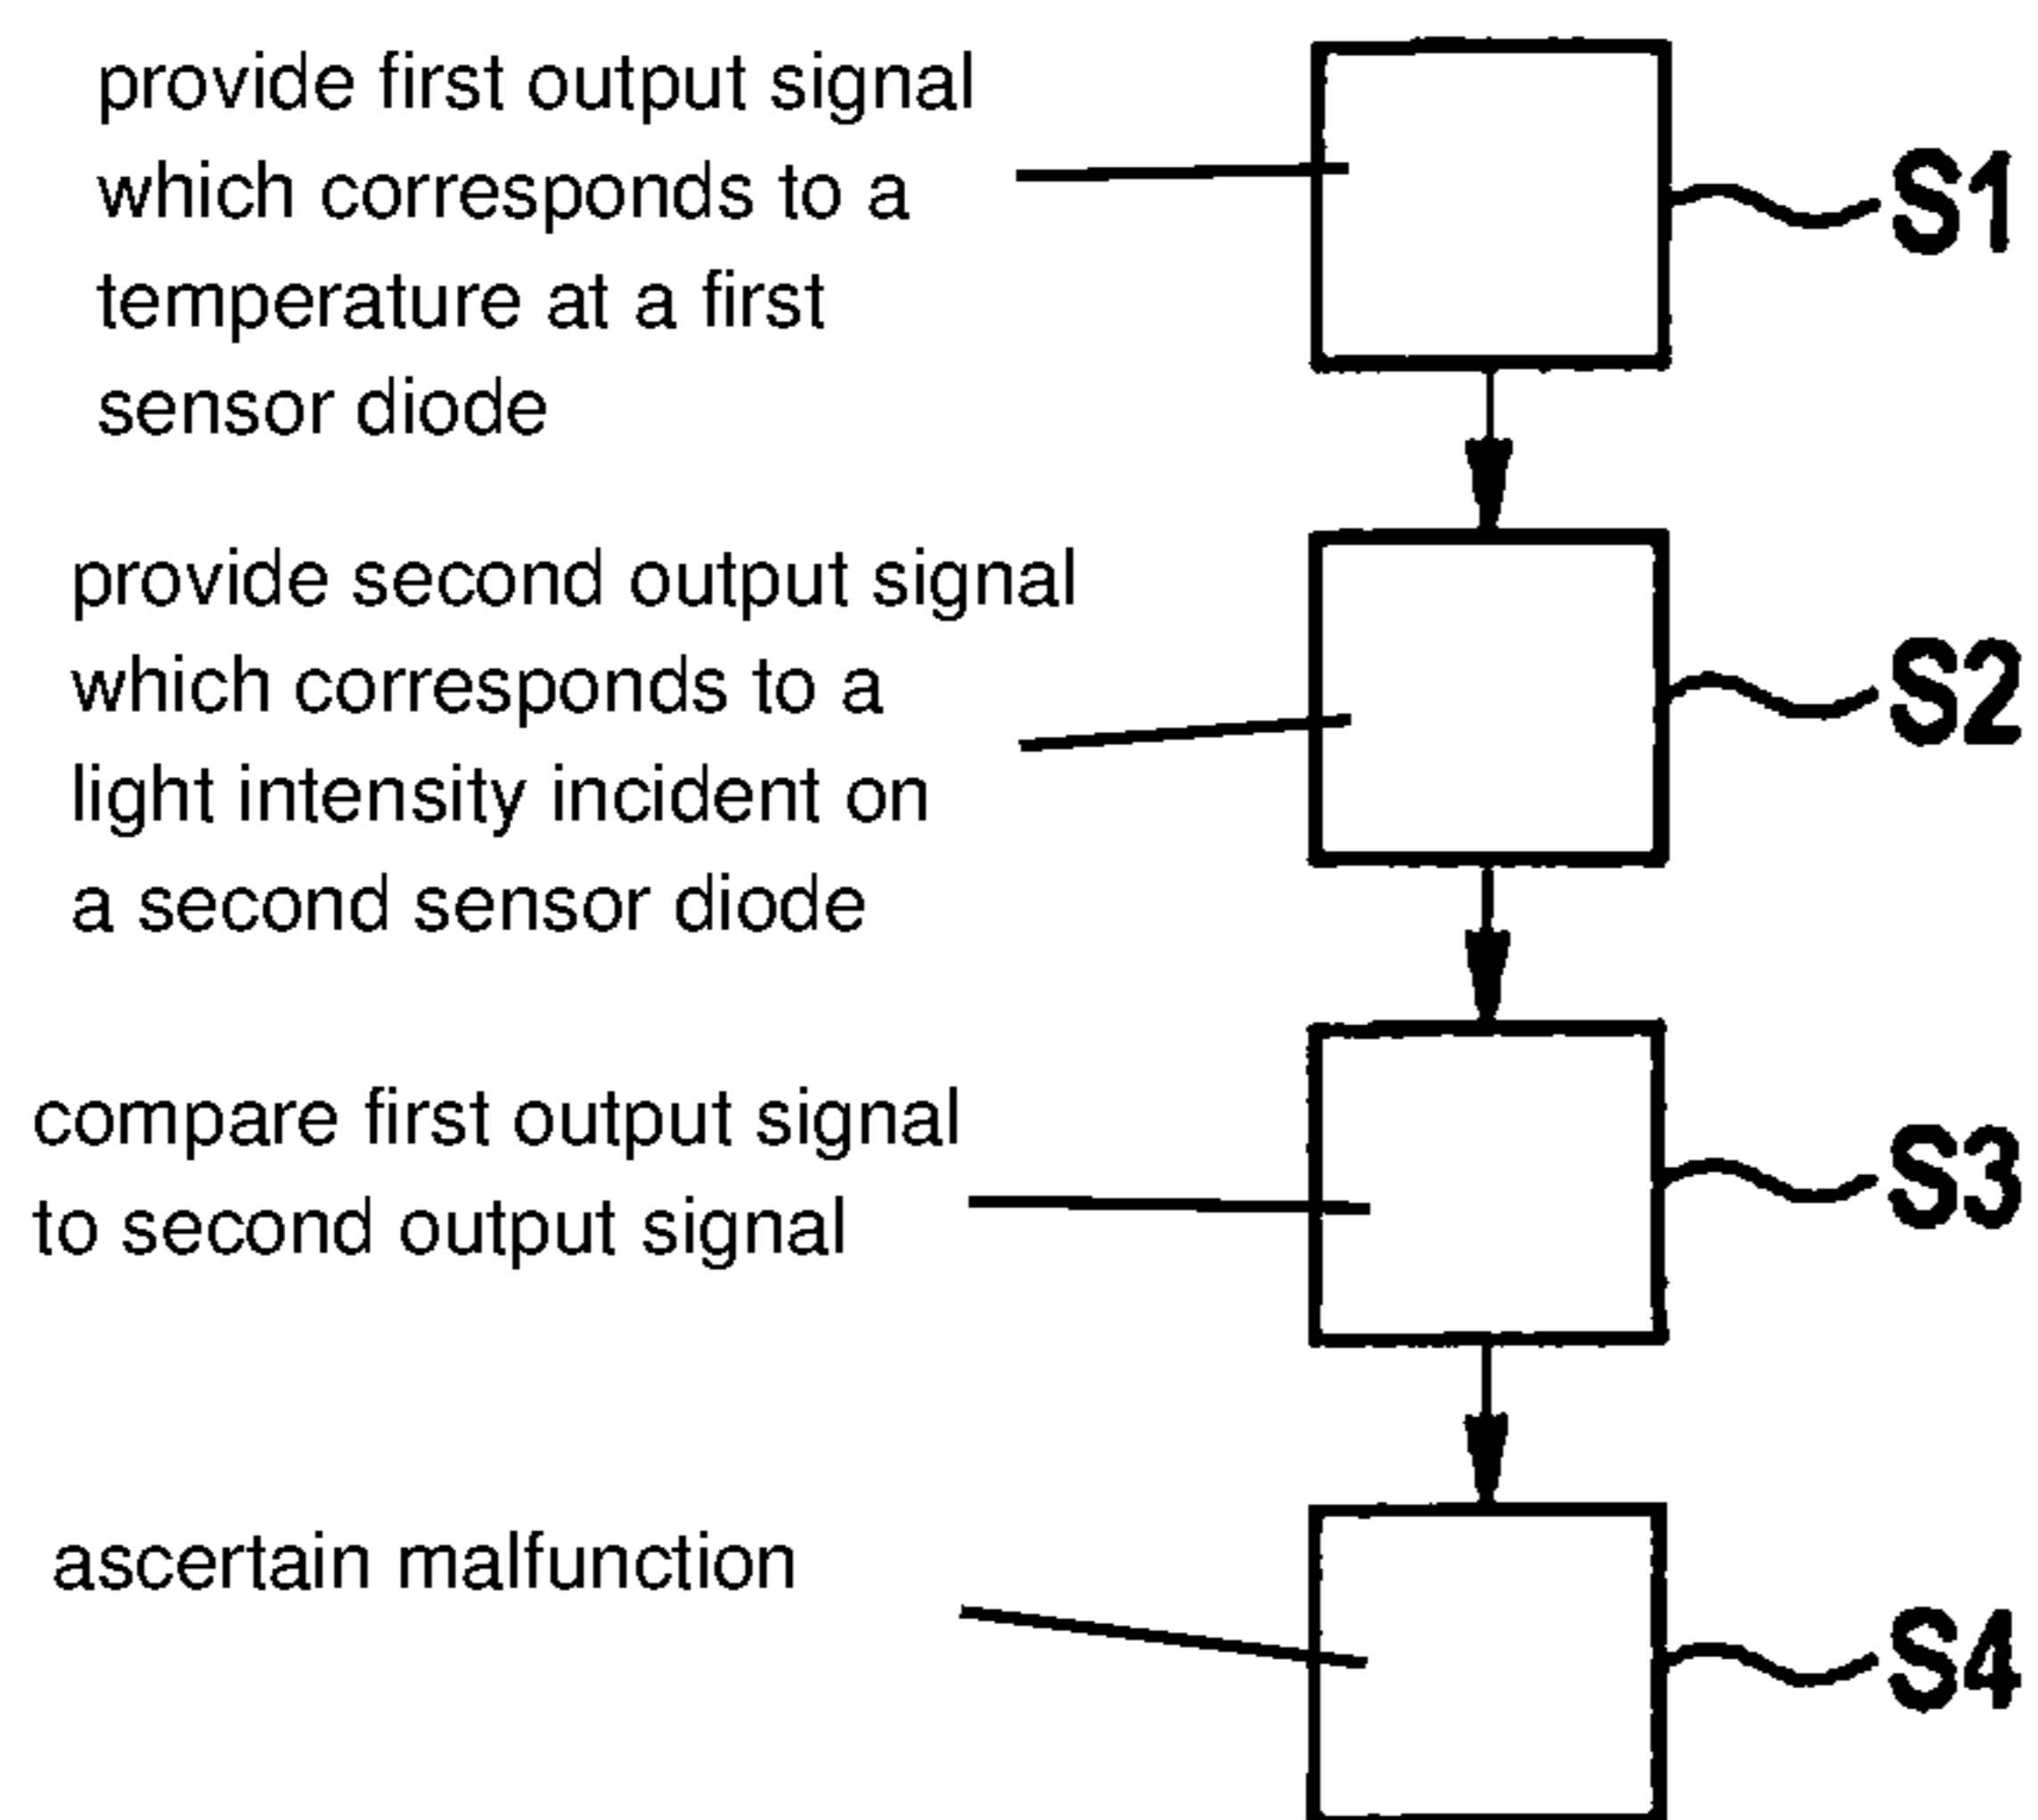 provide first output signal
which corresponds to a
temperature at a first
sensor diode
S1
provide second output signal
which corresponds to a
light intensity incident on
a second sensor diode
S2
compare first output signal
to second output signal
S3
ascertain malfunction
S4